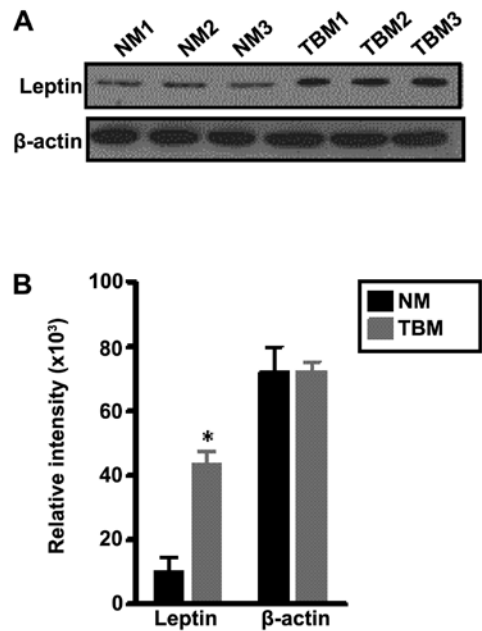 A
NM1 NM2 NM3 TBM1 TBM2 TBM3
Leptin
β-actin
B
Relative intensity (x10³)
100
80
60
40
20
0
*
Leptin β-actin
NM
TBM